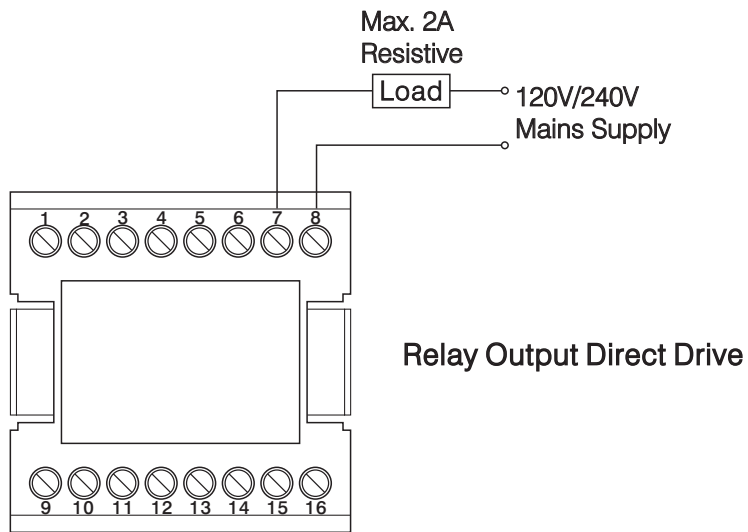 Max. 2A
Resistive
Load
120V/240V
Mains Supply
1 2 3 4 5 6 7 8
Relay Output Direct Drive
9 10 11 12 13 14 15 16